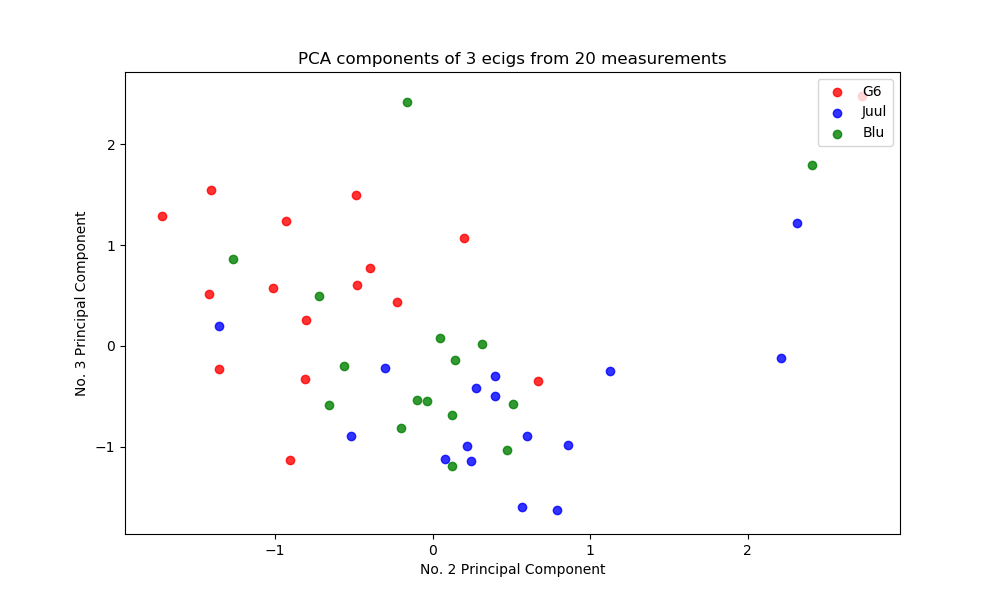 PCA components of 3 ecigs from 20 measurements
G6
Juul
Blu
2
1
0
−1
No. 3 Principal Component
−1
0
1
2
No. 2 Principal Component